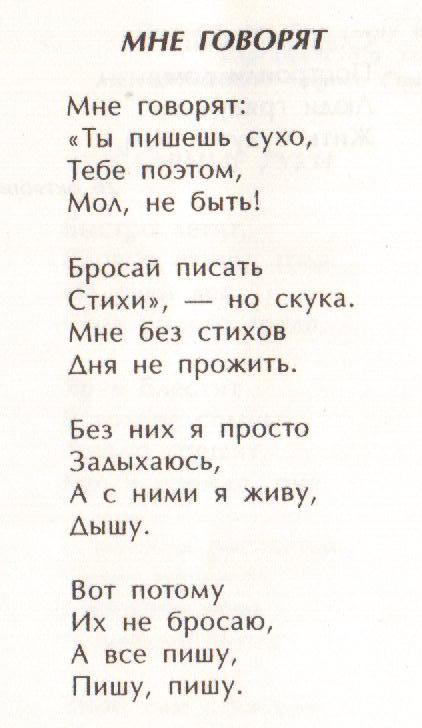 МНЕ ГОВОРЯТ
Мне говорят:
«Ты пишешь сухо,
Тебе поэтом,
Мол, не быть!
Бросай писать
Стихи», — но скука.
Мне без стихов
Дня не прожить.
Без них я просто
Задыхаюсь,
А с ними я живу,
Дышу.
Вот потому
Их не бросаю,
А все пишу,
Пишу, пишу.